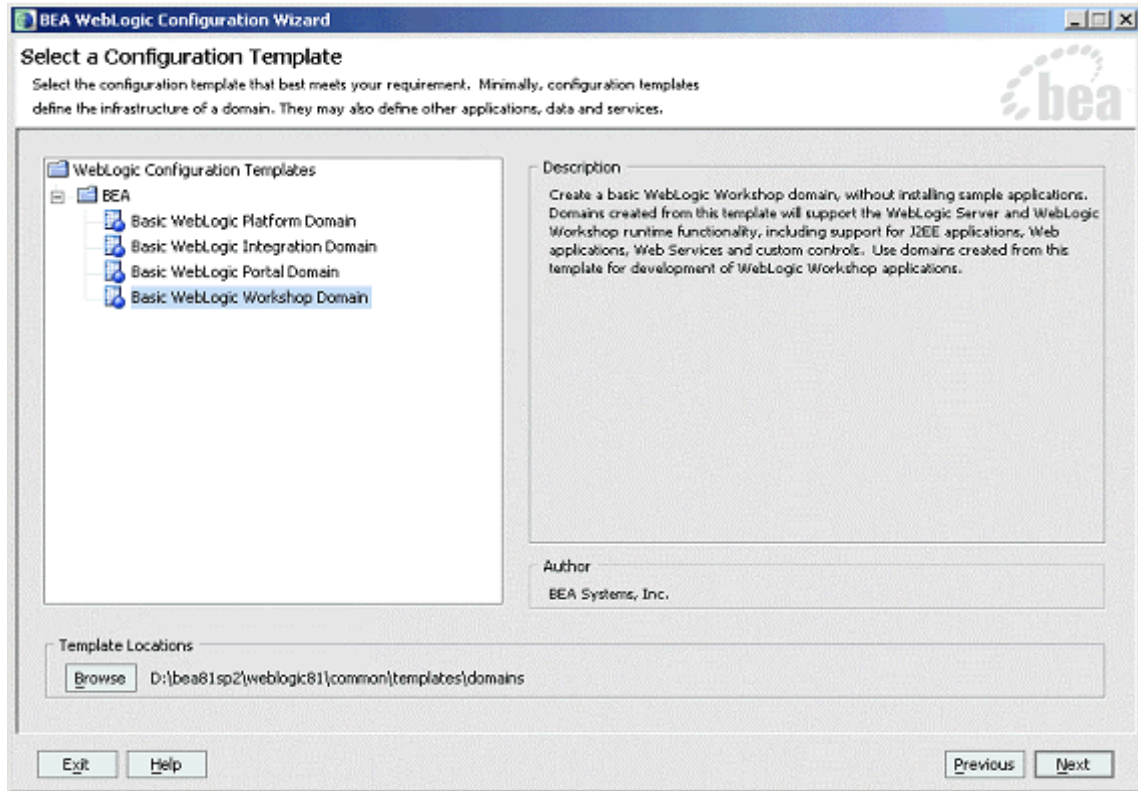 BEA WebLogic Configuration Wizard
Select a Configuration Template
Select the configuration template that best meets your requirement. Minimally, configuration templates
define the infrastructure of a domain. They may also define other applications, data and services.
bea
WebLogic Configuration Templates
BEA
Basic WebLogic Platform Domain
Basic WebLogic Integration Domain
Basic WebLogic Portal Domain
Basic WebLogic Workshop Domain
Description
Create a basic WebLogic Workshop domain, without installing sample applications.
Domains created from this template will support the WebLogic Server and WebLogic
Workshop runtime functionality, including support for J2EE applications, Web
applications, Web Services and custom controls. Use domains created from this
template for development of WebLogic Workshop applications.
Author
BEA Systems, Inc.
Template Locations
Browse D:\bea81sp2\weblogic81\common\templates\domains
Exit Help Previous Next